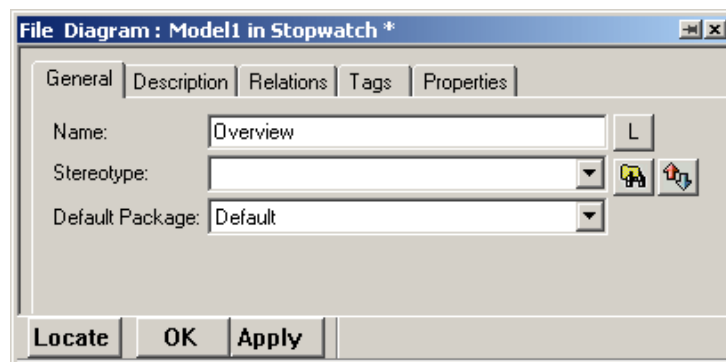 File Diagram : Model1 in Stopwatch *
General Description Relations Tags Properties
Name: Overview L
Stereotype:
Default Package: Default
Locate OK Apply